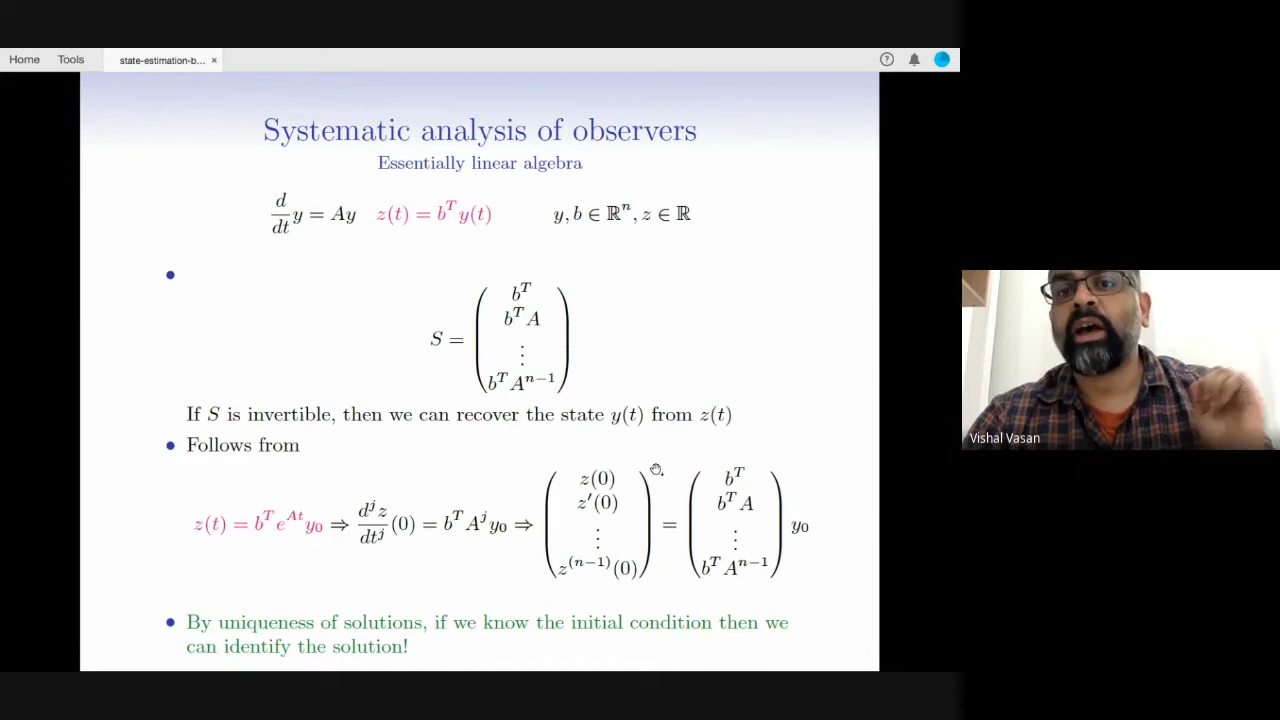 Home Tools state-estimation-b... ×
Systematic analysis of observers
Essentially linear algebra
d/dt y = Ay z(t) = b^T y(t) y, b ∈ ℝ^n, z ∈ ℝ
S = ( b^T
b^T A
⋮
b^T A^{n−1} )
If S is invertible, then we can recover the state y(t) from z(t)
• Follows from
z(t) = b^T e^{At} y_0 ⇒ d^j z/dt^j (0) = b^T A^j y_0 ⇒ ( z(0) z′(0) ⋮ z^{(n−1)}(0) ) = ( b^T b^T A ⋮ b^T A^{n−1} ) y_0
• By uniqueness of solutions, if we know the initial condition then we
can identify the solution!
Vishal Vasan